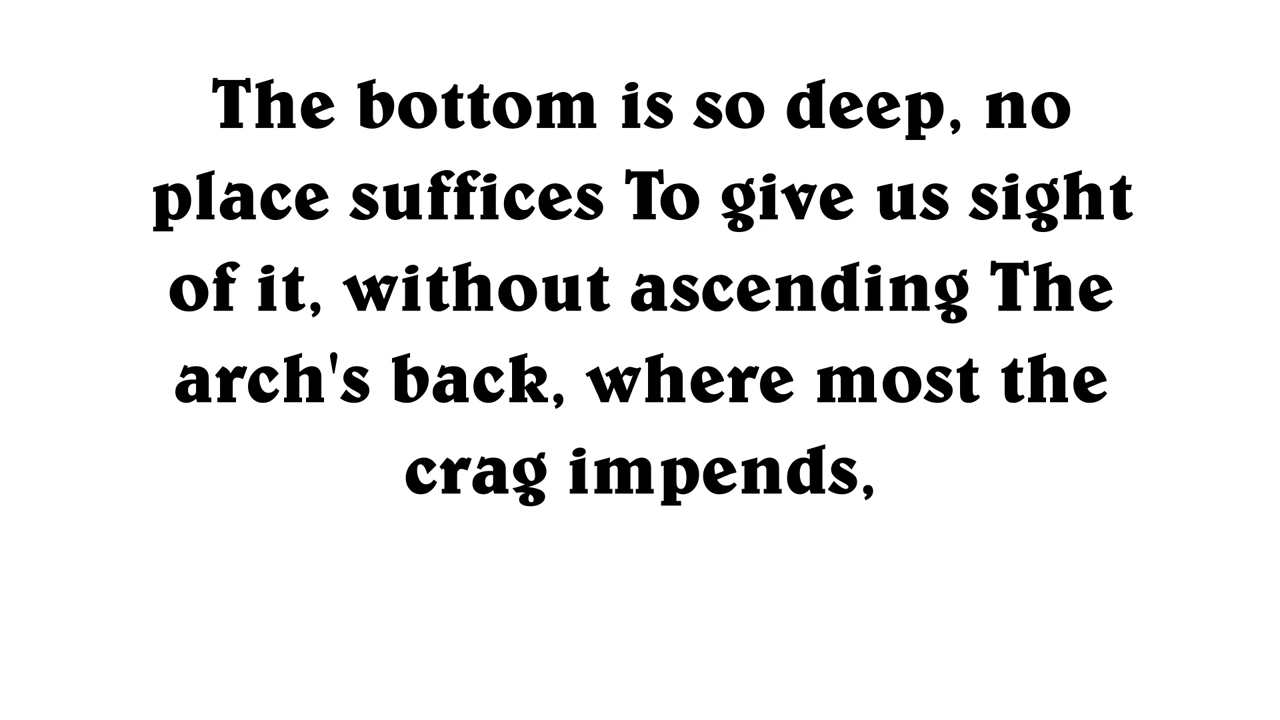 The bottom is so deep, no
place suffices To give us sight
of it, without ascending The
arch's back, where most the
crag impends,